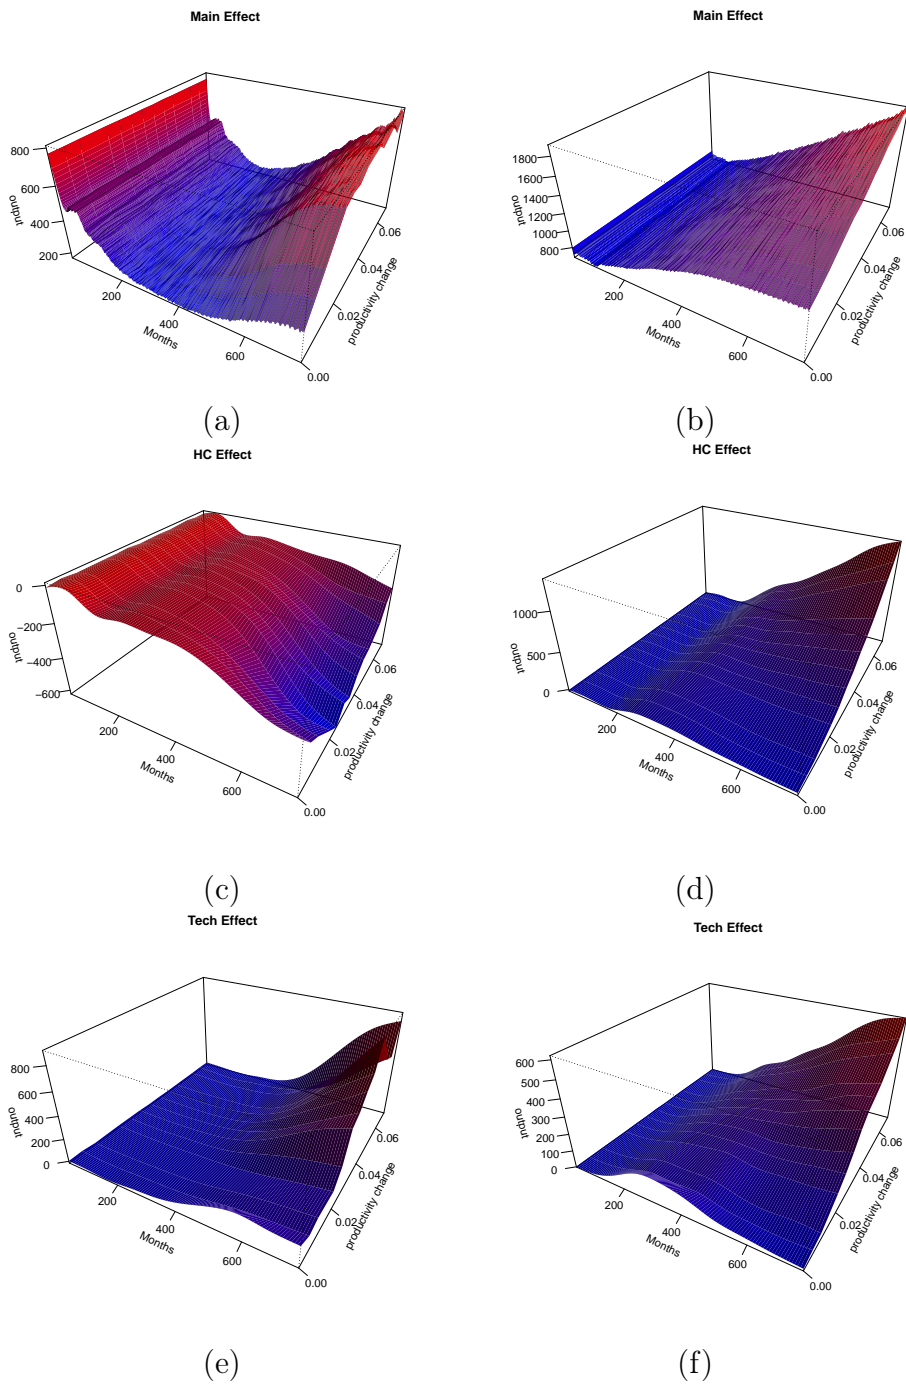 Main Effect
800
600
400
200
output
200
400
600
Months
0.00
0.02
0.04
0.06
productivity change
(a)
Main Effect
1800
1600
1400
1200
1000
800
output
200
400
600
Months
0.00
0.02
0.04
0.06
productivity change
(b)
HC Effect
0
−200
−400
−600
output
200
400
600
Months
0.00
0.02
0.04
0.06
productivity change
(c)
HC Effect
1000
500
0
output
200
400
600
Months
0.00
0.02
0.04
0.06
productivity change
(d)
Tech Effect
800
600
400
200
0
output
200
400
600
Months
0.00
0.02
0.04
0.06
productivity change
(e)
Tech Effect
600
500
400
300
200
100
0
output
200
400
600
Months
0.00
0.02
0.04
0.06
productivity change
(f)